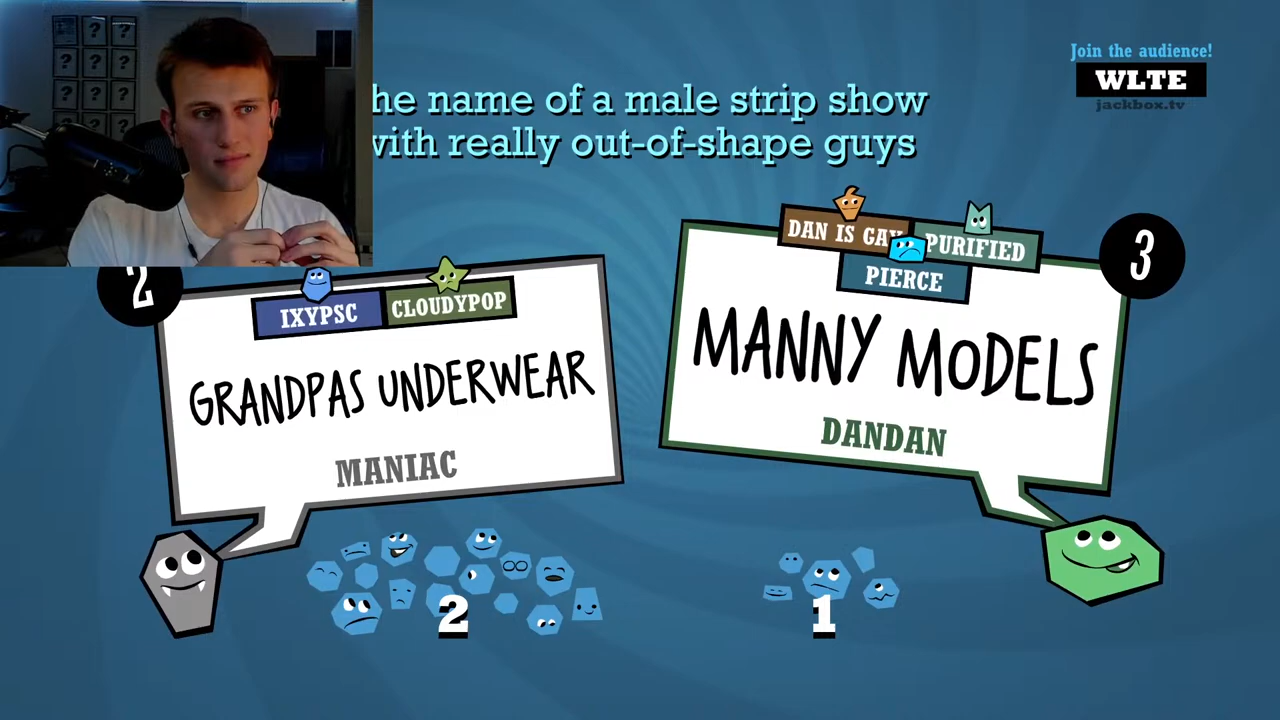 Join the audience!
WLTE
jackbox.tv
he name of a male strip show
with really out-of-shape guys
2
IXYPSC
CLOUDYPOP
GRANDPAS UNDERWEAR
MANIAC
2
DAN IS GAY
PURIFIED
PIERCE
3
MANNY MODELS
DANDAN
1
? ? ?
? ?
? ? ?
? ? ?